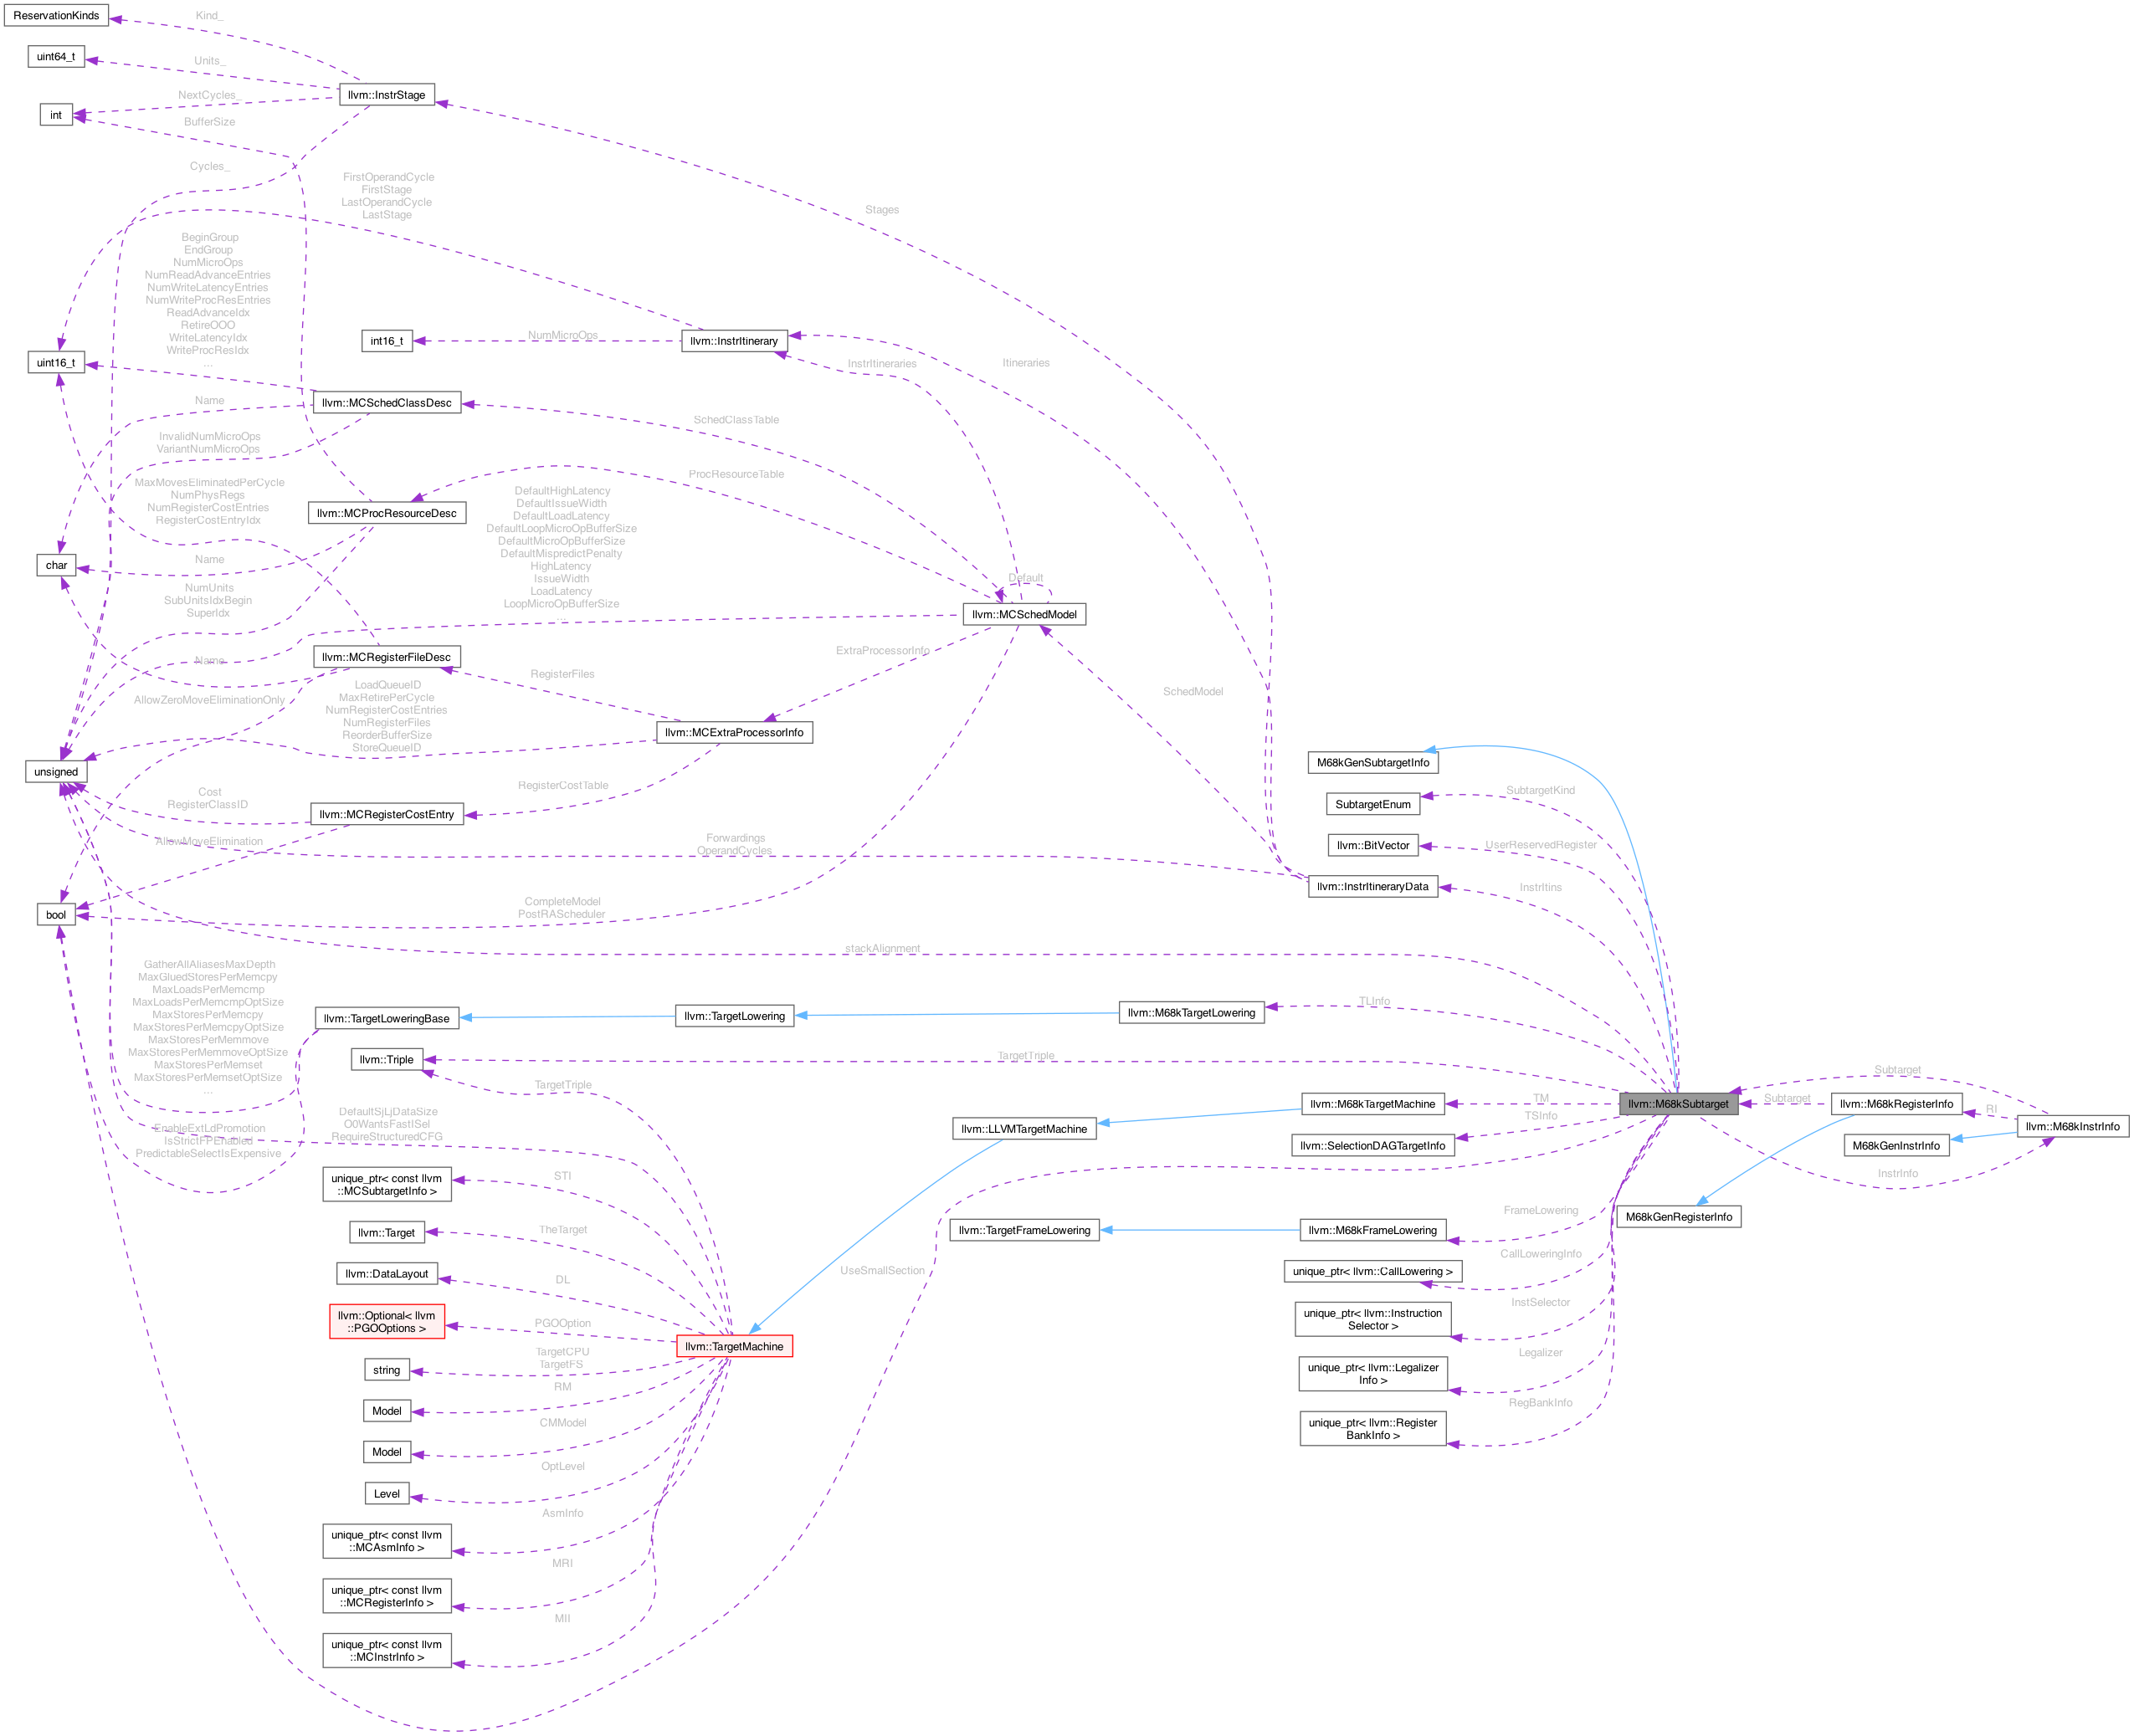 ReservationKinds
Kind_
uint64_t
Units_
int
NextCycles_
BufferSize
llvm::InstrStage
Cycles_
FirstOperandCycle
FirstStage
LastOperandCycle
LastStage
Stages
BeginGroup
EndGroup
NumMicroOps
NumReadAdvanceEntries
NumWriteLatencyEntries
NumWriteProcResEntries
ReadAdvanceIdx
RetireOOO
WriteLatencyIdx
WriteProcResIdx
...
uint16_t
int16_t
NumMicroOps
llvm::InstrItinerary
InstrItineraries
Itineraries
Name
llvm::MCSchedClassDesc
SchedClassTable
InvalidNumMicroOps
VariantNumMicroOps
MaxMovesEliminatedPerCycle
NumPhysRegs
NumRegisterCostEntries
RegisterCostEntryIdx
llvm::MCProcResourceDesc
ProcResourceTable
DefaultHighLatency
DefaultIssueWidth
DefaultLoadLatency
DefaultLoopMicroOpBufferSize
DefaultMicroOpBufferSize
DefaultMispredictPenalty
HighLatency
IssueWidth
LoadLatency
LoopMicroOpBufferSize
...
char
Name
NumUnits
SubUnitsIdxBegin
SuperIdx
Default
llvm::MCSchedModel
Name
llvm::MCRegisterFileDesc
RegisterFiles
ExtraProcessorInfo
SchedModel
AllowZeroMoveEliminationOnly
LoadQueueID
MaxRetirePerCycle
NumRegisterCostEntries
NumRegisterFiles
ReorderBufferSize
StoreQueueID
llvm::MCExtraProcessorInfo
unsigned
Cost
RegisterClassID
llvm::MCRegisterCostEntry
RegisterCostTable
AllowMoveElimination
Forwardings
OperandCycles
M68kGenSubtargetInfo
SubtargetEnum
SubtargetKind
llvm::BitVector
UserReservedRegister
llvm::InstrItineraryData
InstrItins
bool
CompleteModel
PostRAScheduler
stackAlignment
GatherAllAliasesMaxDepth
MaxGluedStoresPerMemcpy
MaxLoadsPerMemcmp
MaxLoadsPerMemcmpOptSize
MaxStoresPerMemcpy
MaxStoresPerMemcpyOptSize
MaxStoresPerMemmove
MaxStoresPerMemmoveOptSize
MaxStoresPerMemset
MaxStoresPerMemsetOptSize
...
llvm::TargetLoweringBase
llvm::TargetLowering
llvm::M68kTargetLowering
TLInfo
llvm::Triple
TargetTriple
TargetTriple
EnableExtLdPromotion
IsStrictFPEnabled
PredictableSelectIsExpensive
DefaultSjLjDataSize
O0WantsFastISel
RequireStructuredCFG
llvm::LLVMTargetMachine
llvm::M68kTargetMachine
TM
llvm::SelectionDAGTargetInfo
TSInfo
llvm::M68kSubtarget
Subtarget
Subtarget
llvm::M68kRegisterInfo
RI
llvm::M68kInstrInfo
M68kGenInstrInfo
InstrInfo
M68kGenRegisterInfo
unique_ptr< const llvm
::MCSubtargetInfo >
STI
llvm::Target
TheTarget
llvm::DataLayout
DL
llvm::Optional< llvm
::PGOOptions >
PGOOption
string
TargetCPU
TargetFS
llvm::TargetMachine
Model
RM
Model
CMModel
Level
OptLevel
unique_ptr< const llvm
::MCAsmInfo >
AsmInfo
unique_ptr< const llvm
::MCRegisterInfo >
MRI
unique_ptr< const llvm
::MCInstrInfo >
MII
UseSmallSection
llvm::TargetFrameLowering
llvm::M68kFrameLowering
FrameLowering
unique_ptr< llvm::CallLowering >
CallLoweringInfo
unique_ptr< llvm::Instruction
Selector >
InstSelector
unique_ptr< llvm::Legalizer
Info >
Legalizer
unique_ptr< llvm::Register
BankInfo >
RegBankInfo